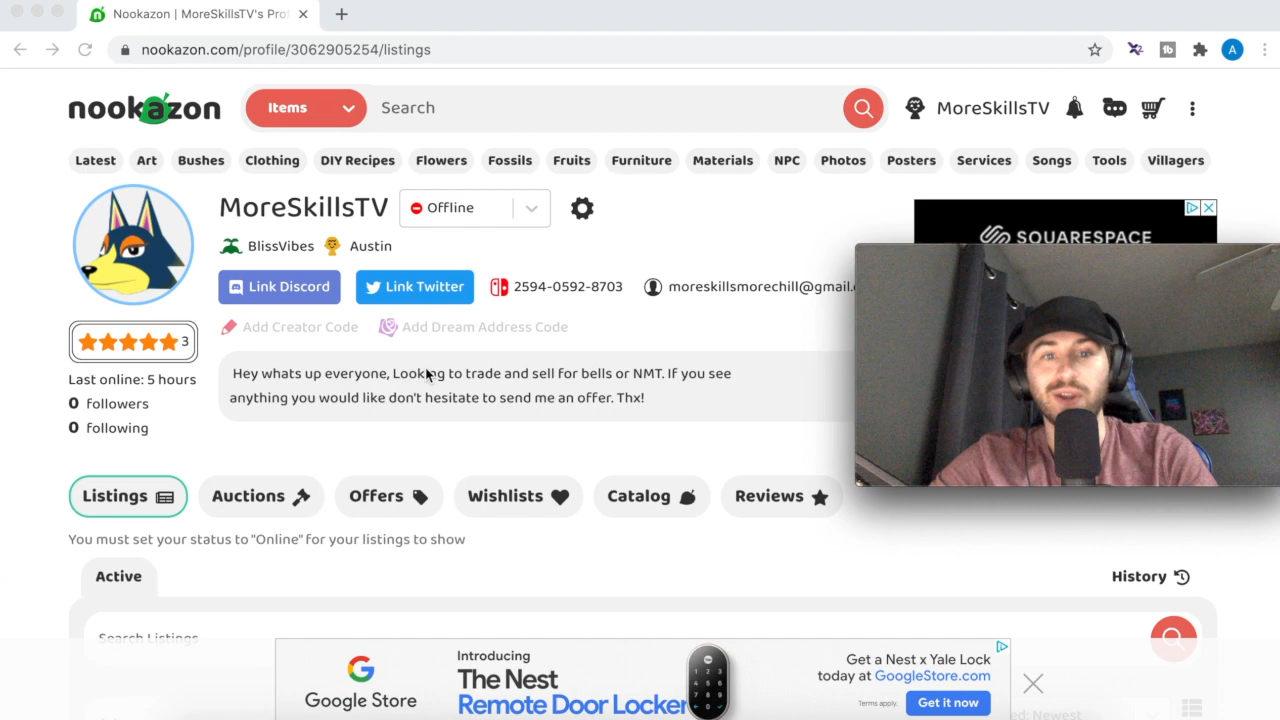 Nookazon | MoreSkillsTV's Pro
nookazon.com/profile/3062905254/listings
A
nookazon
Items
Search
MoreSkillsTV
Latest Art Bushes Clothing DIY Recipes Flowers Fossils Fruits Furniture Materials NPC Photos Posters Services Songs Tools Villagers
MoreSkillsTV
Offline
BlissVibes Austin
Link Discord Link Twitter 2594-0592-8703 moreskillsmorechill@gmail.
SQUARESPACE
3
Add Creator Code Add Dream Address Code
Last online: 5 hours
0 followers
0 following
Hey whats up everyone, Looking to trade and sell for bells or NMT. If you see
anything you would like don't hesitate to send me an offer. Thx!
Listings Auctions Offers Wishlists Catalog Reviews
You must set your status to "Online" for your listings to show
Active
History
Search Listings
Google Store
Introducing
The Nest
Remote Door Locker
Get a Nest x Yale Lock
today at GoogleStore.com
Terms apply.
Get it now
Newest